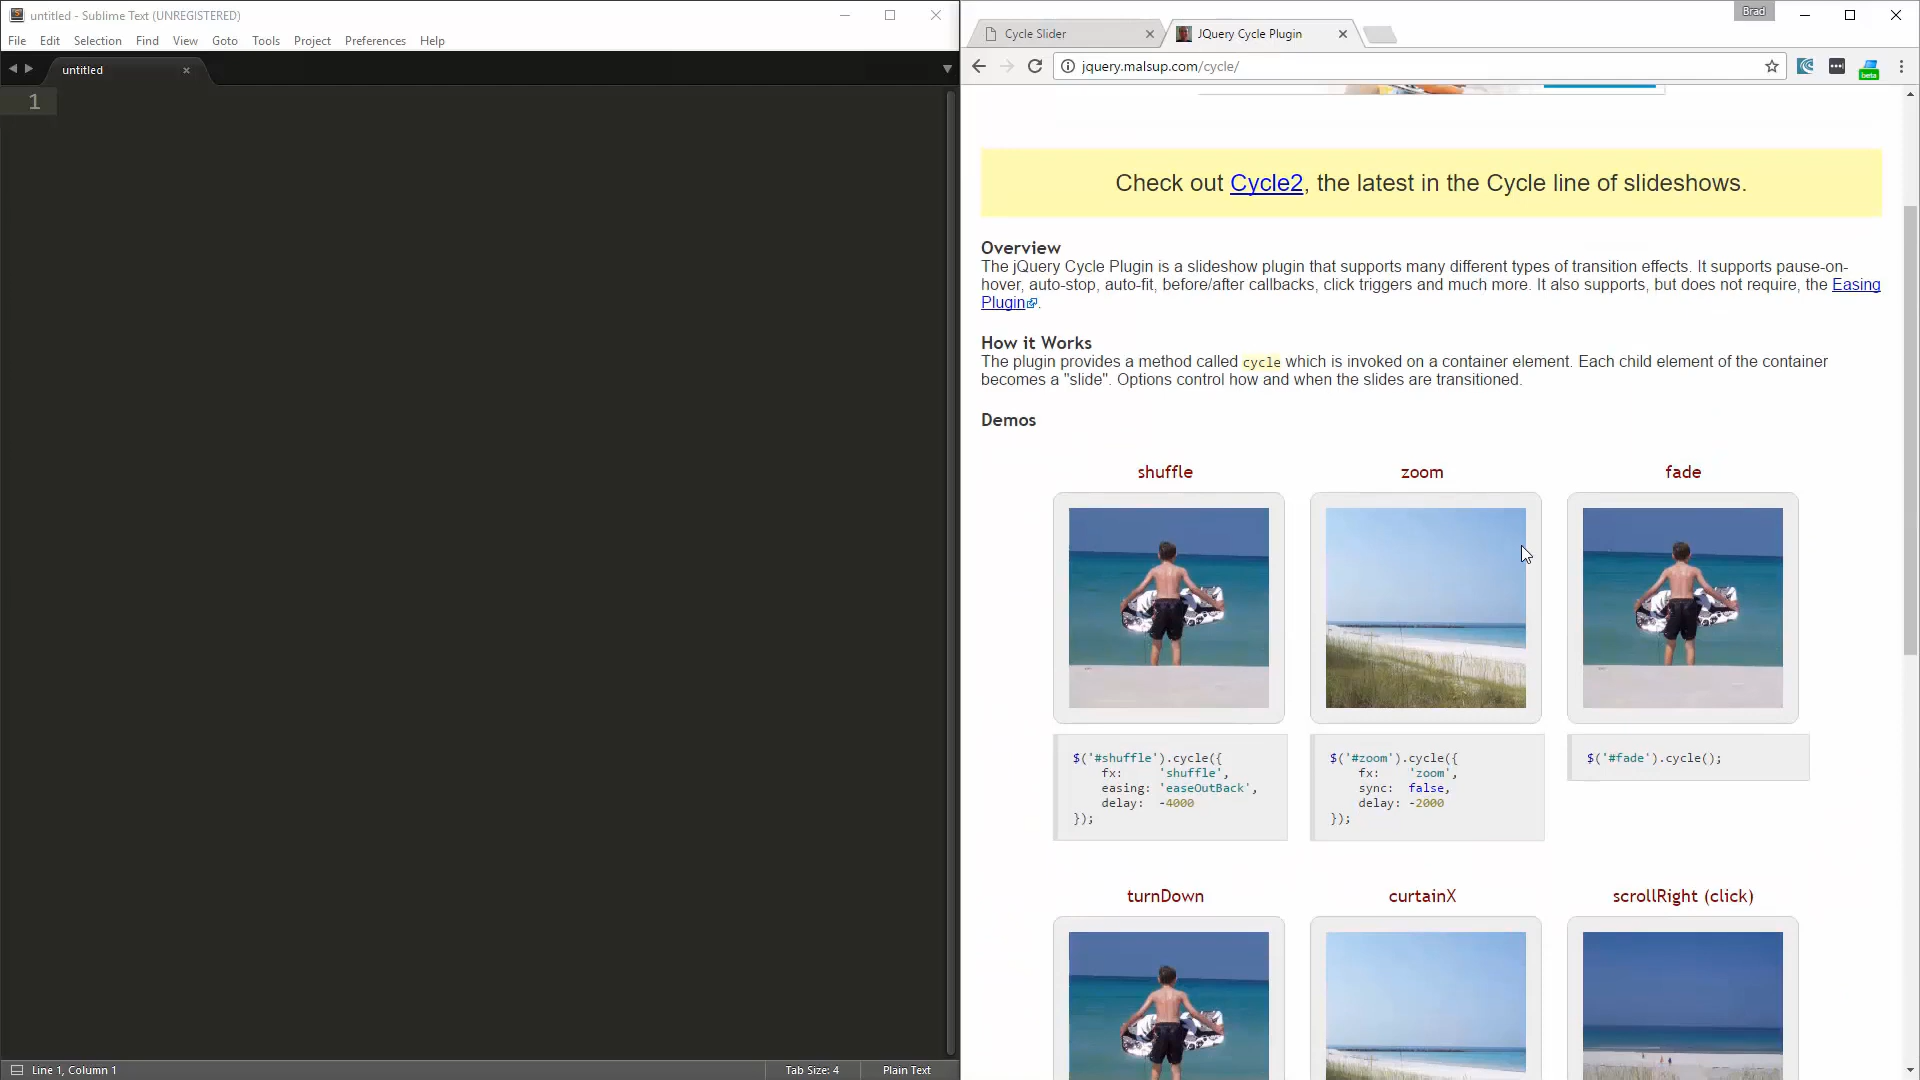 untitled - Sublime Text (UNREGISTERED)
File Edit Selection Find View Goto Tools Project Preferences Help
untitled
1
Line 1, Column 1
Tab Size: 4
Plain Text
Brad
Cycle Slider
JQuery Cycle Plugin
jquery.malsup.com/cycle/
beta
Check out Cycle2, the latest in the Cycle line of slideshows.
Overview
The jQuery Cycle Plugin is a slideshow plugin that supports many different types of transition effects. It supports pause-on-
hover, auto-stop, auto-fit, before/after callbacks, click triggers and much more. It also supports, but does not require, the Easing
Plugin.
How it Works
The plugin provides a method called cycle which is invoked on a container element. Each child element of the container
becomes a "slide". Options control how and when the slides are transitioned.
Demos
shuffle
zoom
fade
$('#shuffle').cycle({
fx: 'shuffle',
easing: 'easeOutBack',
delay: -4000
});
$('#zoom').cycle({
fx: 'zoom',
sync: false,
delay: -2000
});
$('#fade').cycle();
turnDown
curtainX
scrollRight (click)